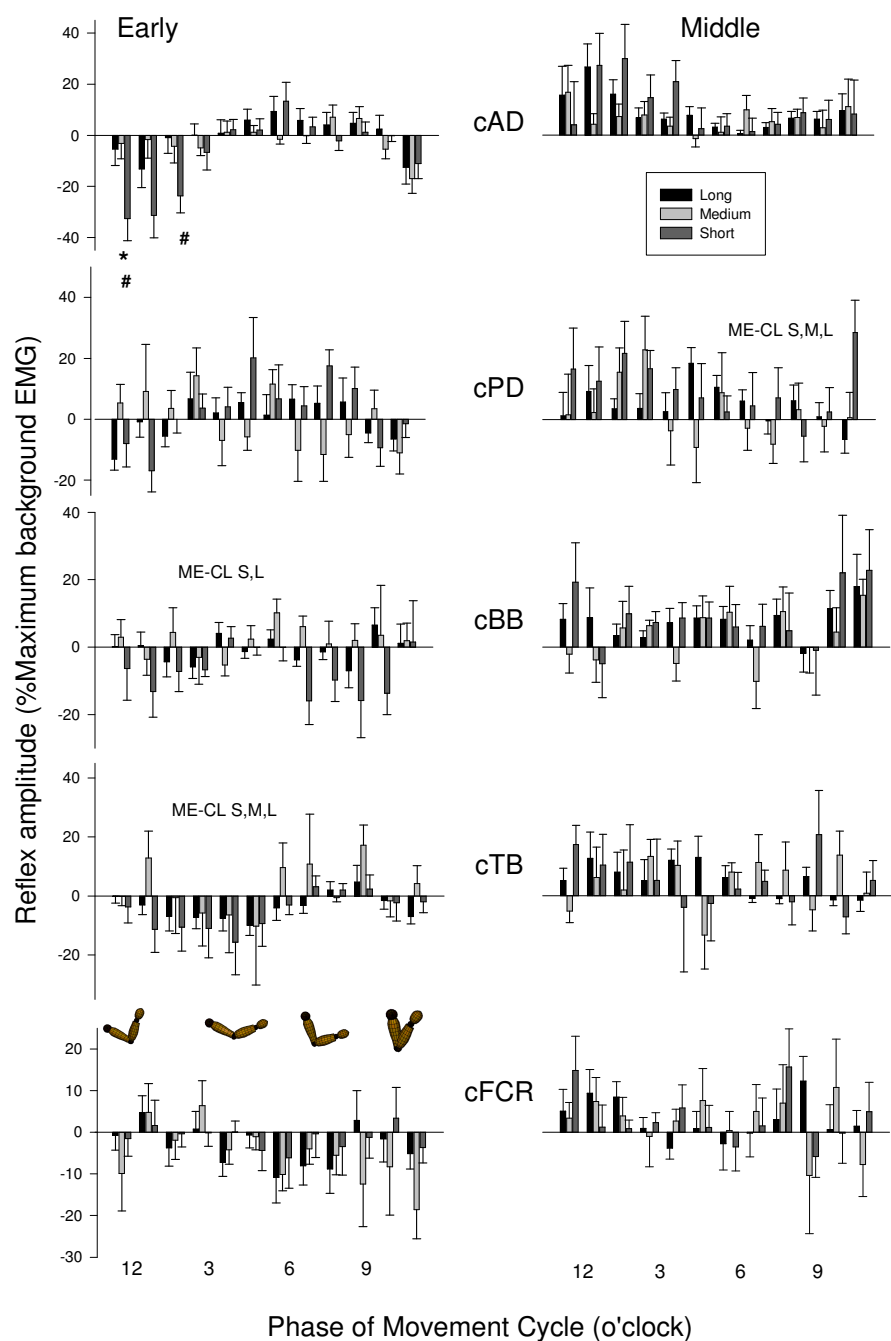 Early
Middle
40
20
0
-20
-40
cAD
Long
Medium
Short
#
*
#
40
20
0
-20
cPD
ME-CL S,M,L
40
20
0
-20
ME-CL S,L
cBB
40
20
0
-20
ME-CL S,M,L
cTB
20
10
0
-10
-20
-30
cFCR
Reflex amplitude (%Maximum background EMG)
12 3 6 9
12 3 6 9
Phase of Movement Cycle (o'clock)